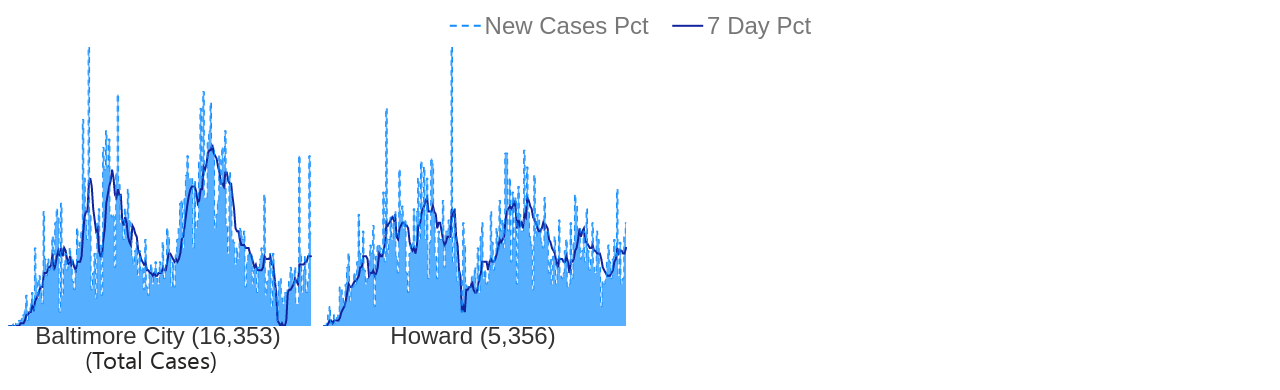 New Cases Pct
7 Day Pct
Baltimore City (16,353)
(Total Cases)
Howard (5,356)